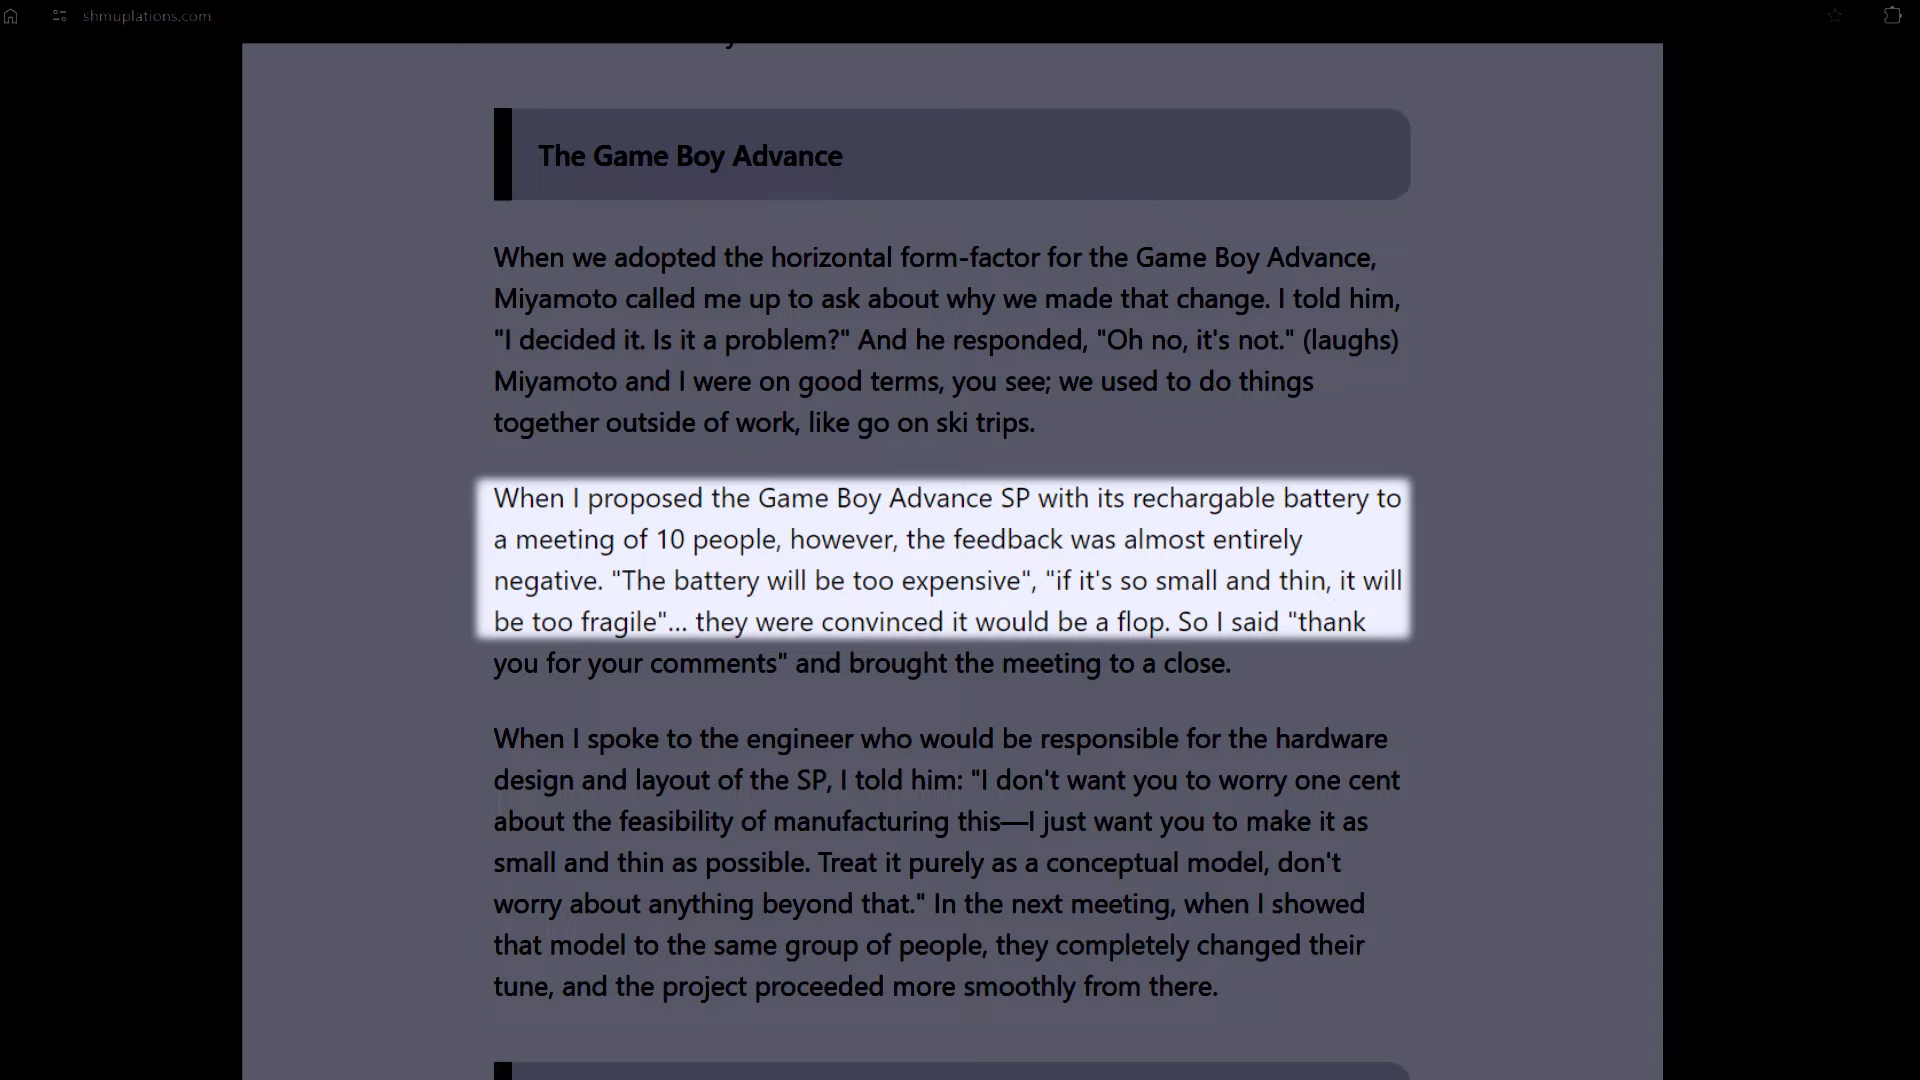 shmuplations.com
The Game Boy Advance
When we adopted the horizontal form-factor for the Game Boy Advance,
Miyamoto called me up to ask about why we made that change. I told him,
"I decided it. Is it a problem?" And he responded, "Oh no, it's not." (laughs)
Miyamoto and I were on good terms, you see; we used to do things
together outside of work, like go on ski trips.
When I proposed the Game Boy Advance SP with its rechargable battery to
a meeting of 10 people, however, the feedback was almost entirely
negative. "The battery will be too expensive", "if it's so small and thin, it will
be too fragile"... they were convinced it would be a flop. So I said "thank
you for your comments" and brought the meeting to a close.
When I spoke to the engineer who would be responsible for the hardware
design and layout of the SP, I told him: "I don't want you to worry one cent
about the feasibility of manufacturing this—I just want you to make it as
small and thin as possible. Treat it purely as a conceptual model, don't
worry about anything beyond that." In the next meeting, when I showed
that model to the same group of people, they completely changed their
tune, and the project proceeded more smoothly from there.